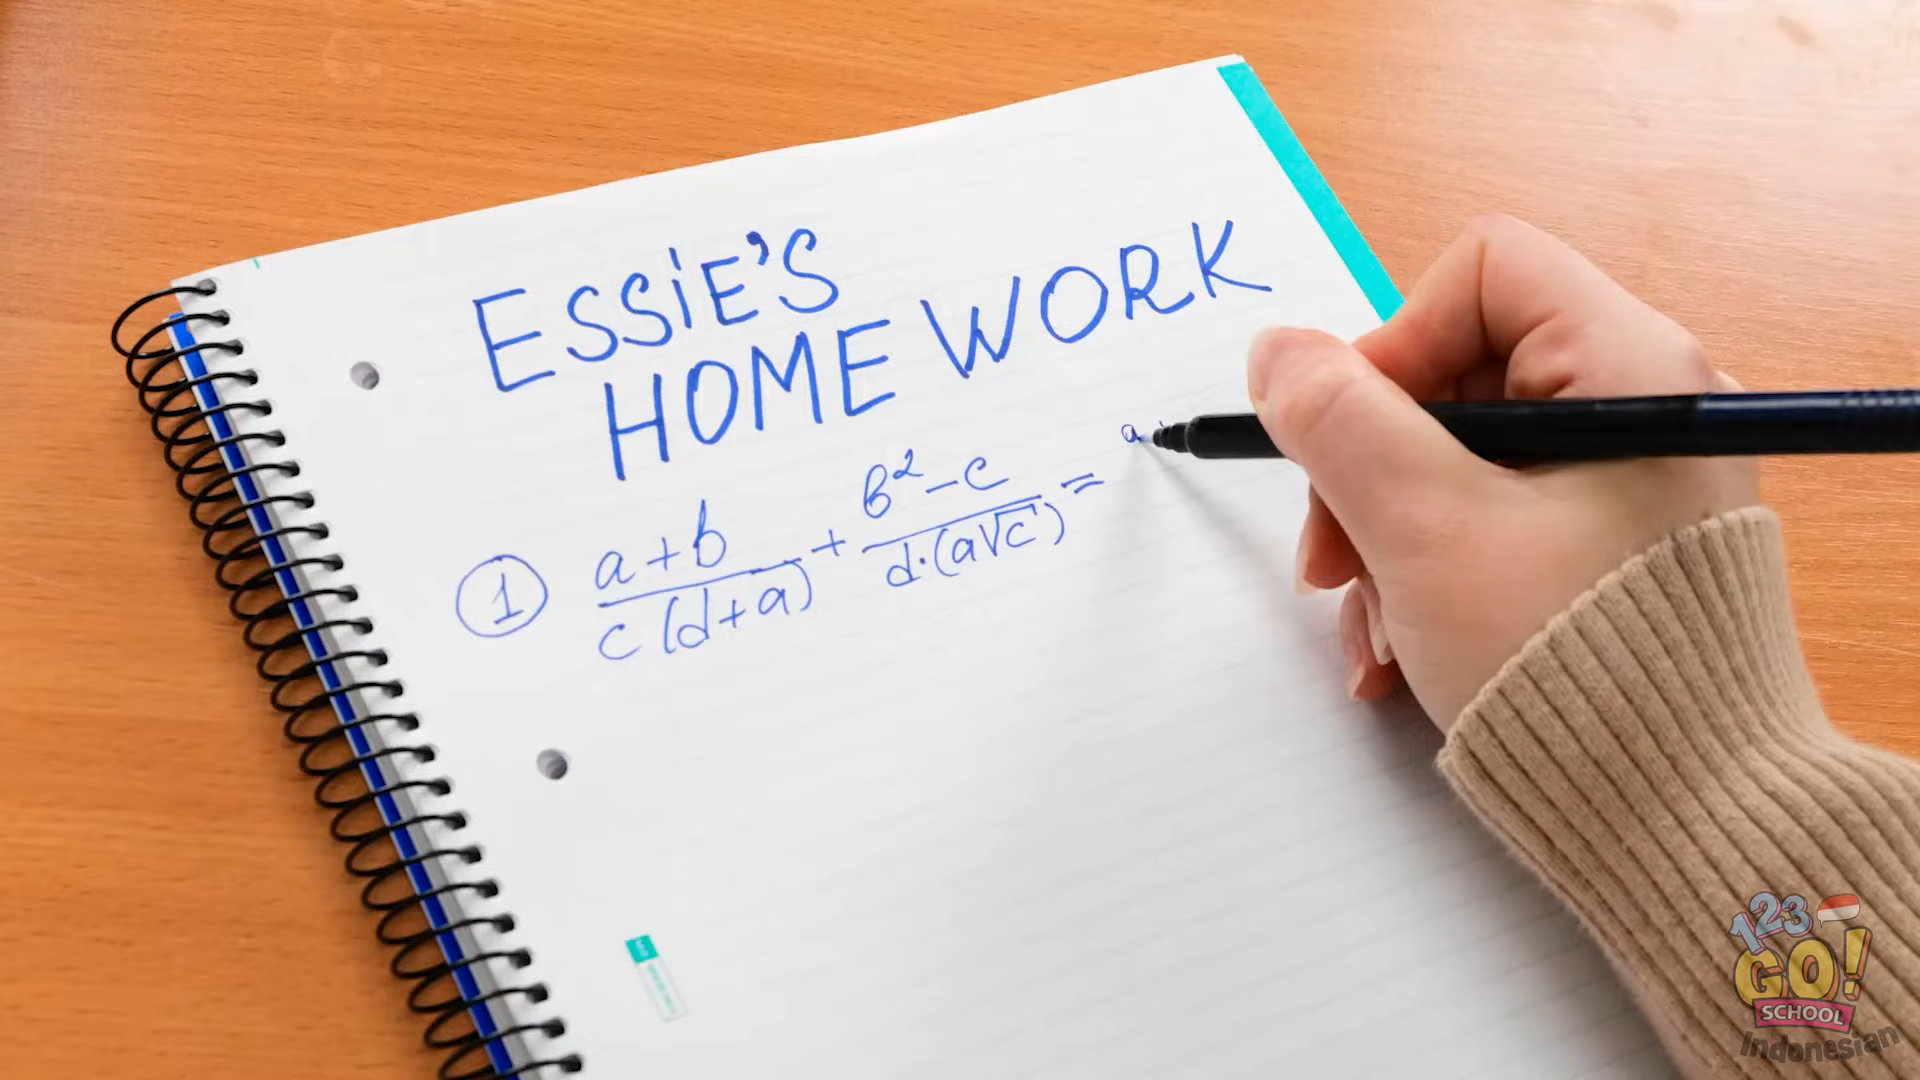 ESSiE'S
HOME WORK
1 a+b/c(d+a) + b²-c/d·(a√c) = a
123
GO!
SCHOOL
Indonesian